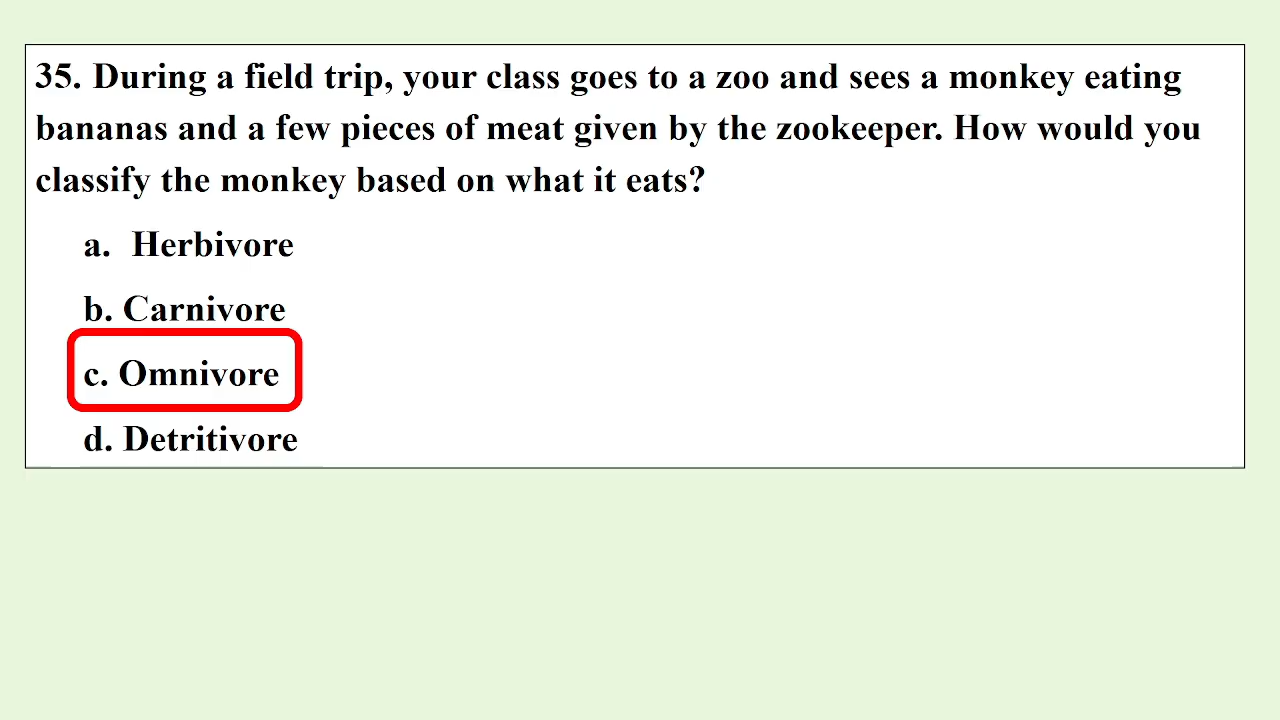 35. During a field trip, your class goes to a zoo and sees a monkey eating
bananas and a few pieces of meat given by the zookeeper. How would you
classify the monkey based on what it eats?
a. Herbivore
b. Carnivore
c. Omnivore
d. Detritivore